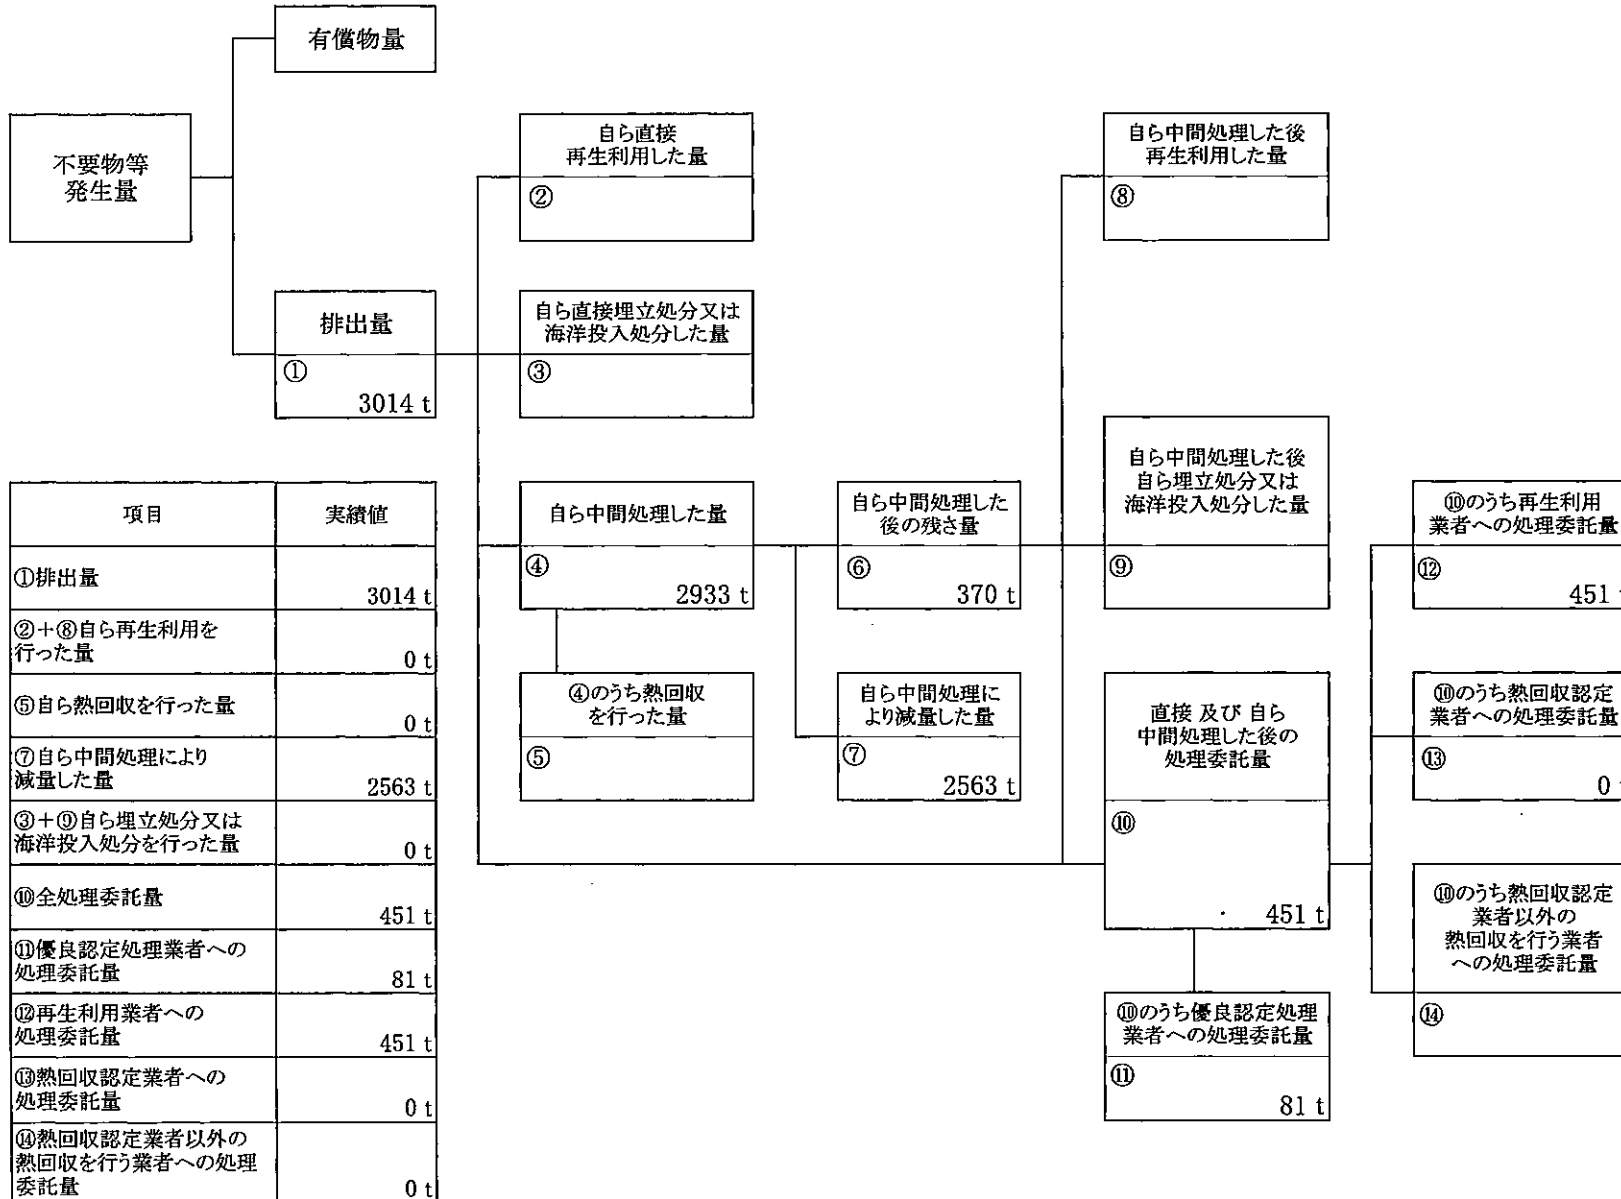 有償物量
不要物等
発生量
排出量
①
3014 t
自ら直接
再生利用した量
②
自ら直接埋立処分又は
海洋投入処分した量
③
自ら中間処理した量
④
2933 t
④のうち熱回収
を行った量
⑤
自ら中間処理した
後の残さ量
⑥
370 t
自ら中間処理に
より減量した量
⑦
2563 t
自ら中間処理した後
再生利用した量
⑧
自ら中間処理した後
自ら埋立処分又は
海洋投入処分した量
⑨
直接 及び 自ら
中間処理した後の
処理委託量
⑩
451 t
⑩のうち優良認定処理
業者への処理委託量
⑪
81 t
⑩のうち再生利用
業者への処理委託量
⑫
451 t
⑩のうち熱回収認定
業者への処理委託量
⑬
0 t
⑩のうち熱回収認定
業者以外の
熱回収を行う業者
への処理委託量
⑭
項目 実績値
①排出量
3014 t
②+⑧自ら再生利用を
行った量
0 t
⑤自ら熱回収を行った量
0 t
⑦自ら中間処理により
減量した量
2563 t
③+⑨自ら埋立処分又は
海洋投入処分を行った量
0 t
⑩全処理委託量
451 t
⑪優良認定処理業者への
処理委託量
81 t
⑫再生利用業者への
処理委託量
451 t
⑬熱回収認定業者への
処理委託量
0 t
⑭熱回収認定業者以外の
熱回収を行う業者への処理
委託量
0 t